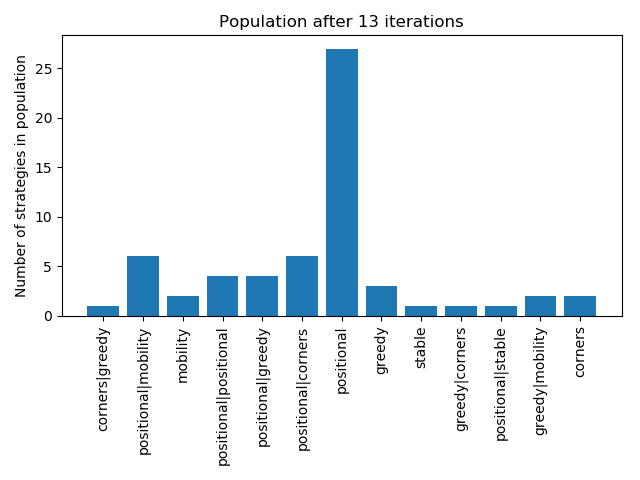 Population after 13 iterations
Number of strategies in population
25
20
15
10
5
0
corners|greedy
positional|mobility
mobility
positional|positional
positional|greedy
positional|corners
positional
greedy
stable
greedy|corners
positional|stable
greedy|mobility
corners